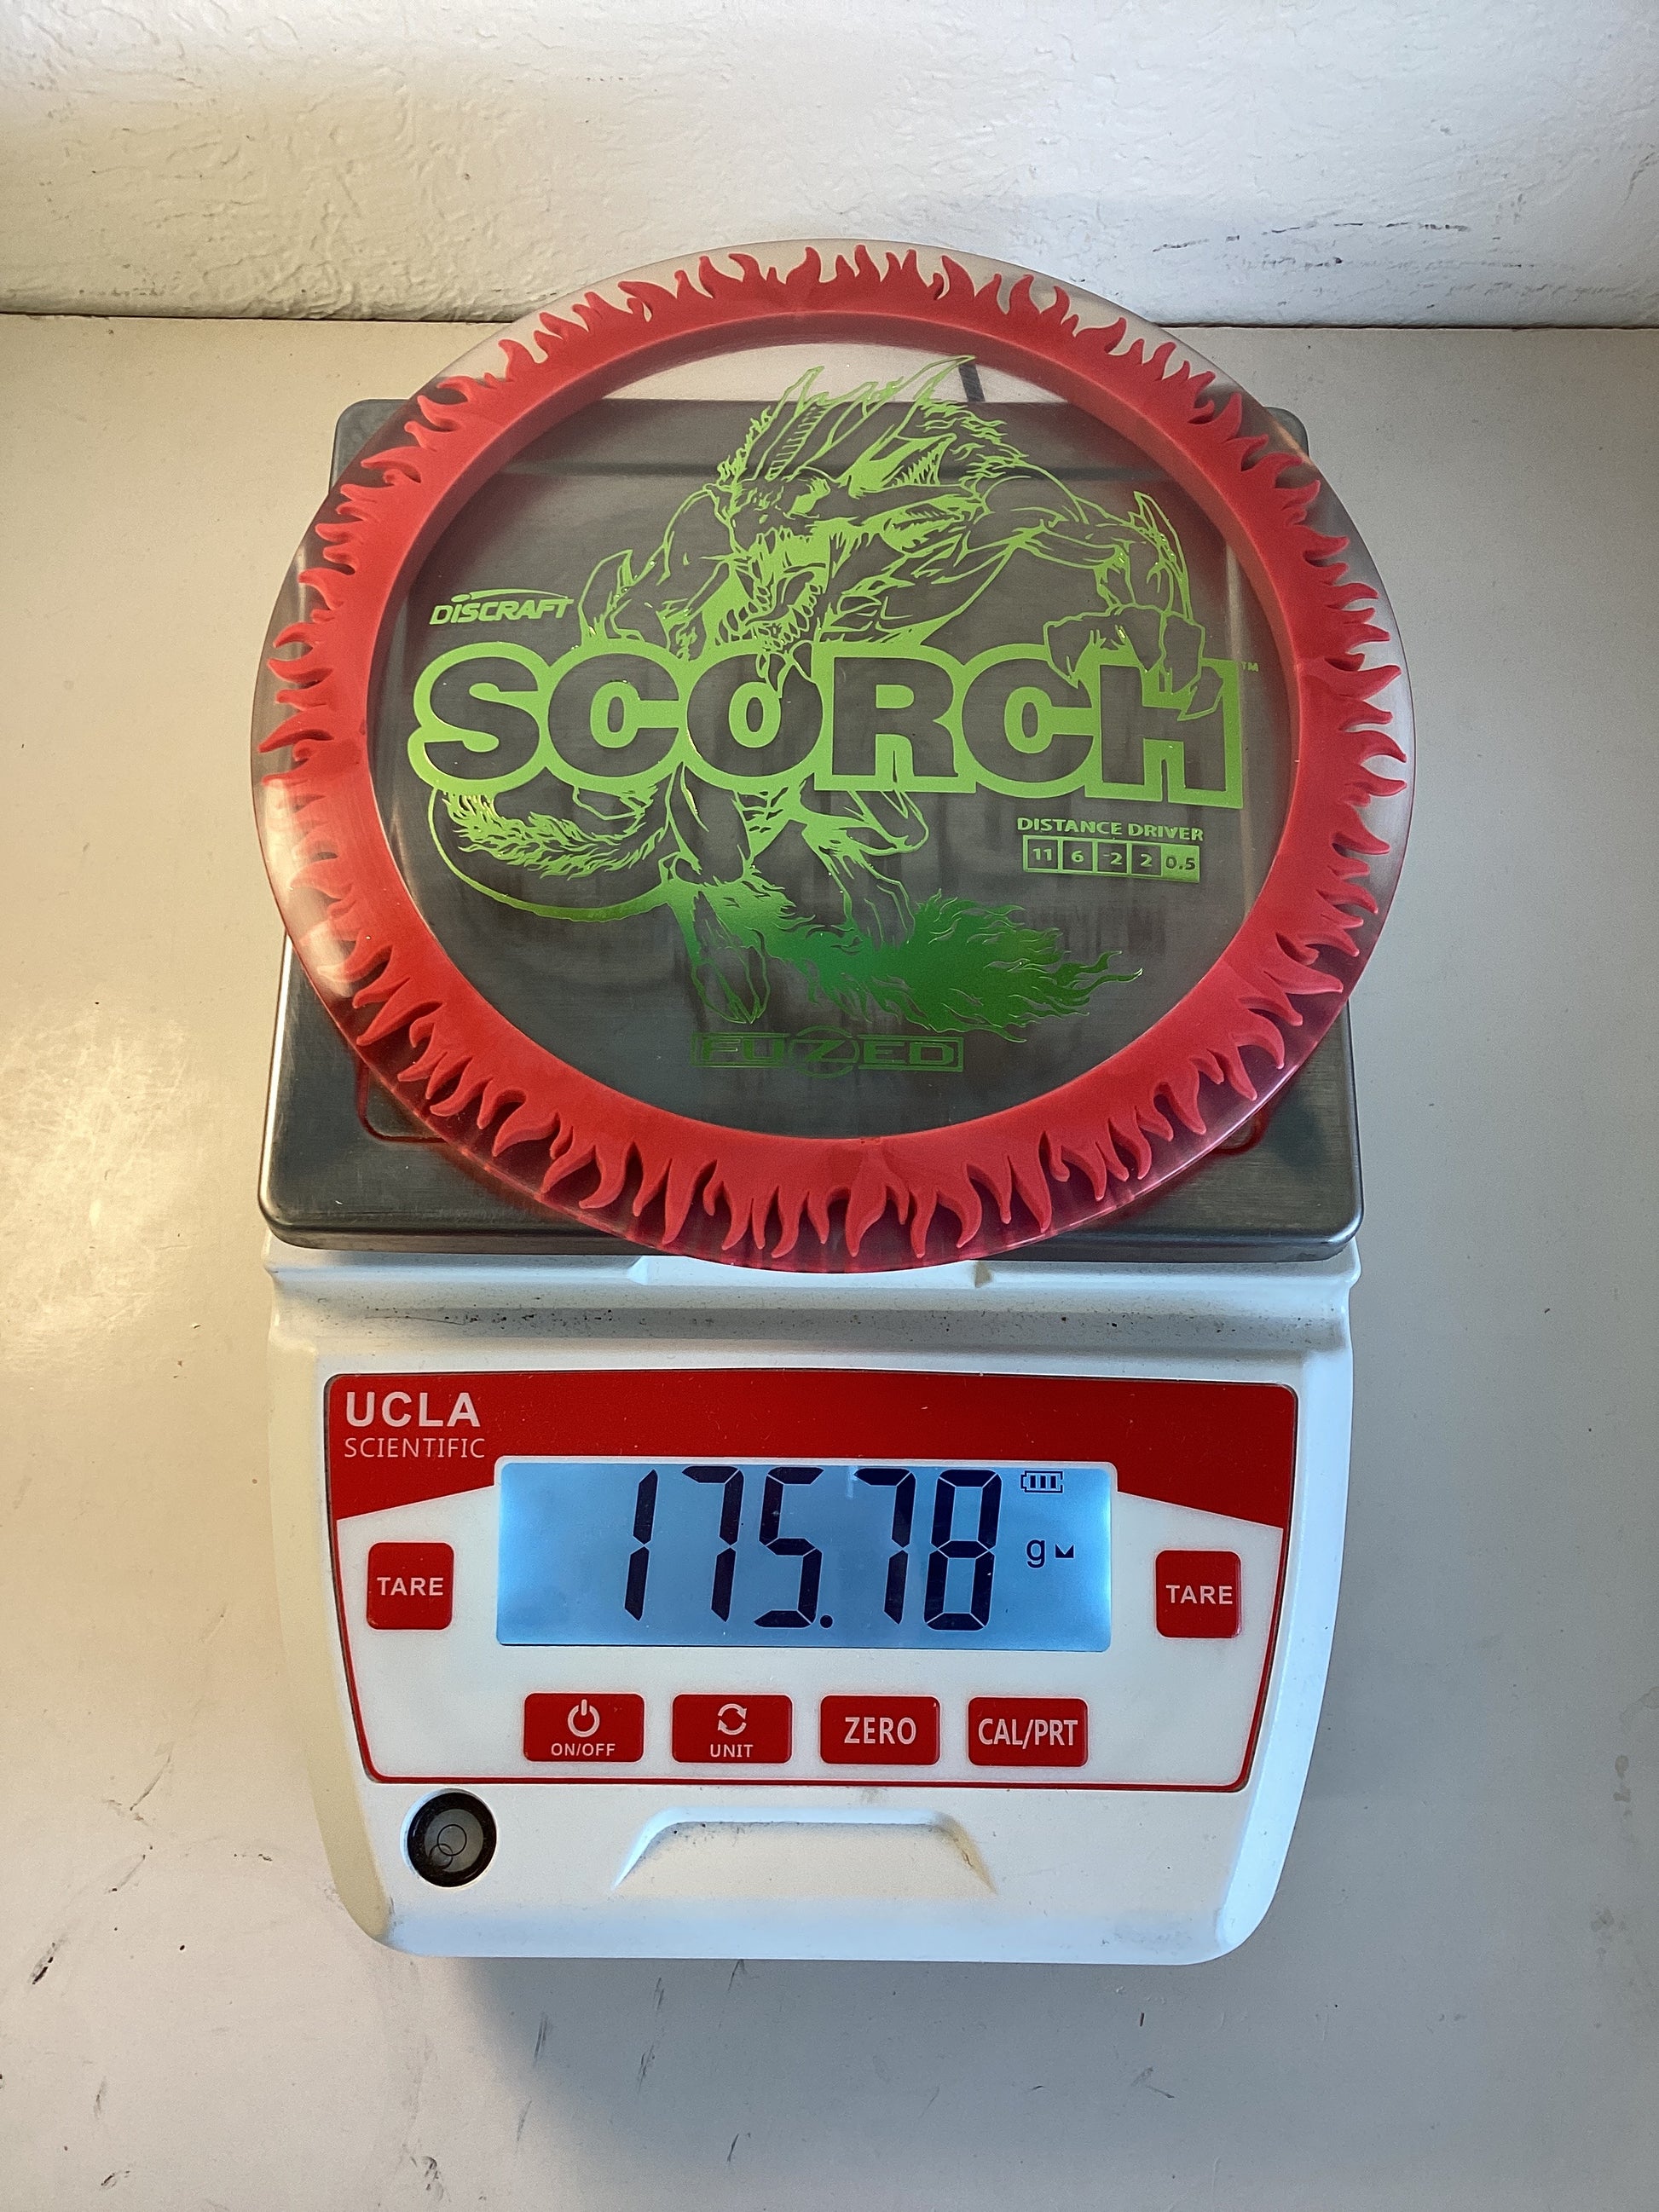 DISCRAFT
SCORCH™
DISTANCE DRIVER
11 6 -2 2 0.5
FUZED
UCLA
SCIENTIFIC
175.78 g
TARE
TARE
ON/OFF
UNIT
ZERO
CAL/PRT